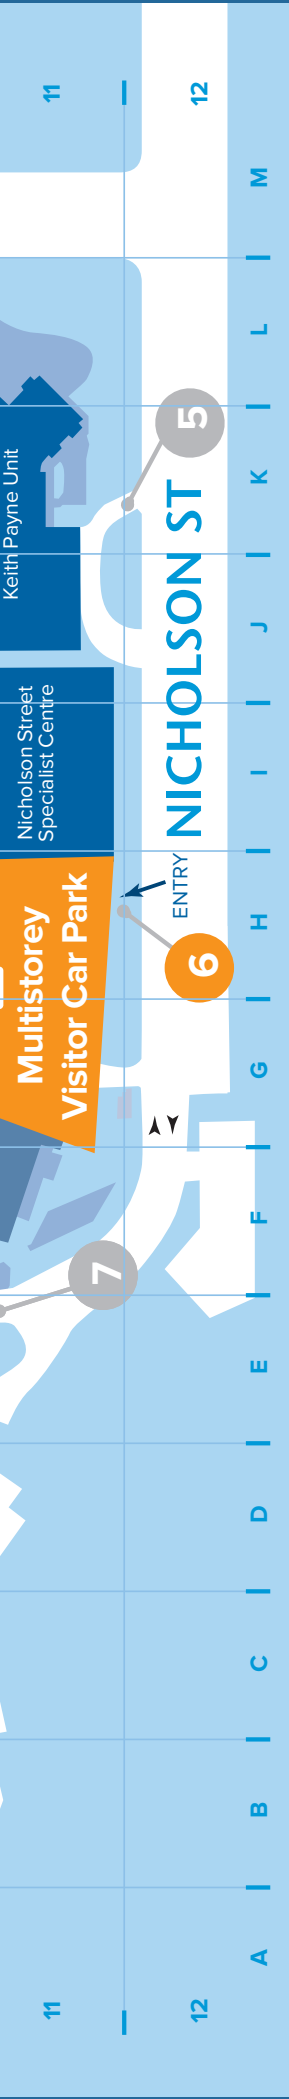 11
12
M
L
K
J
I
H
G
F
E
D
C
B
A
5
Keith Payne Unit
NICHOLSON ST
Nicholson Street
Specialist Centre
ENTRY
6
Multistorey
Visitor Car Park
7
11
12